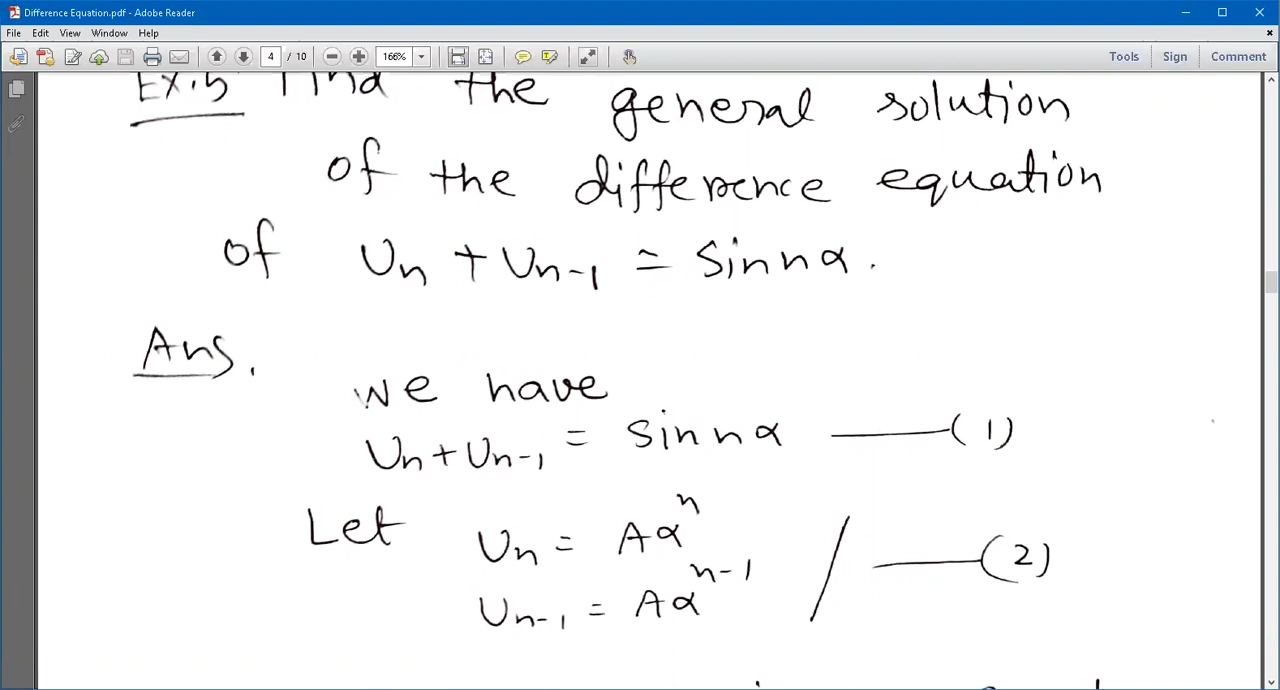 Difference Equation.pdf - Adobe Reader
File Edit View Window Help
4 / 10 166% Tools Sign Comment
Ex.5 Find the general solution
of the difference equation
of Un + Un-1 = Sin nα.
Ans.
We have
Un + Un-1 = Sin nα ——— (1)
Let Un = Aα^n
Un-1 = Aα^n-1 / ——— (2)